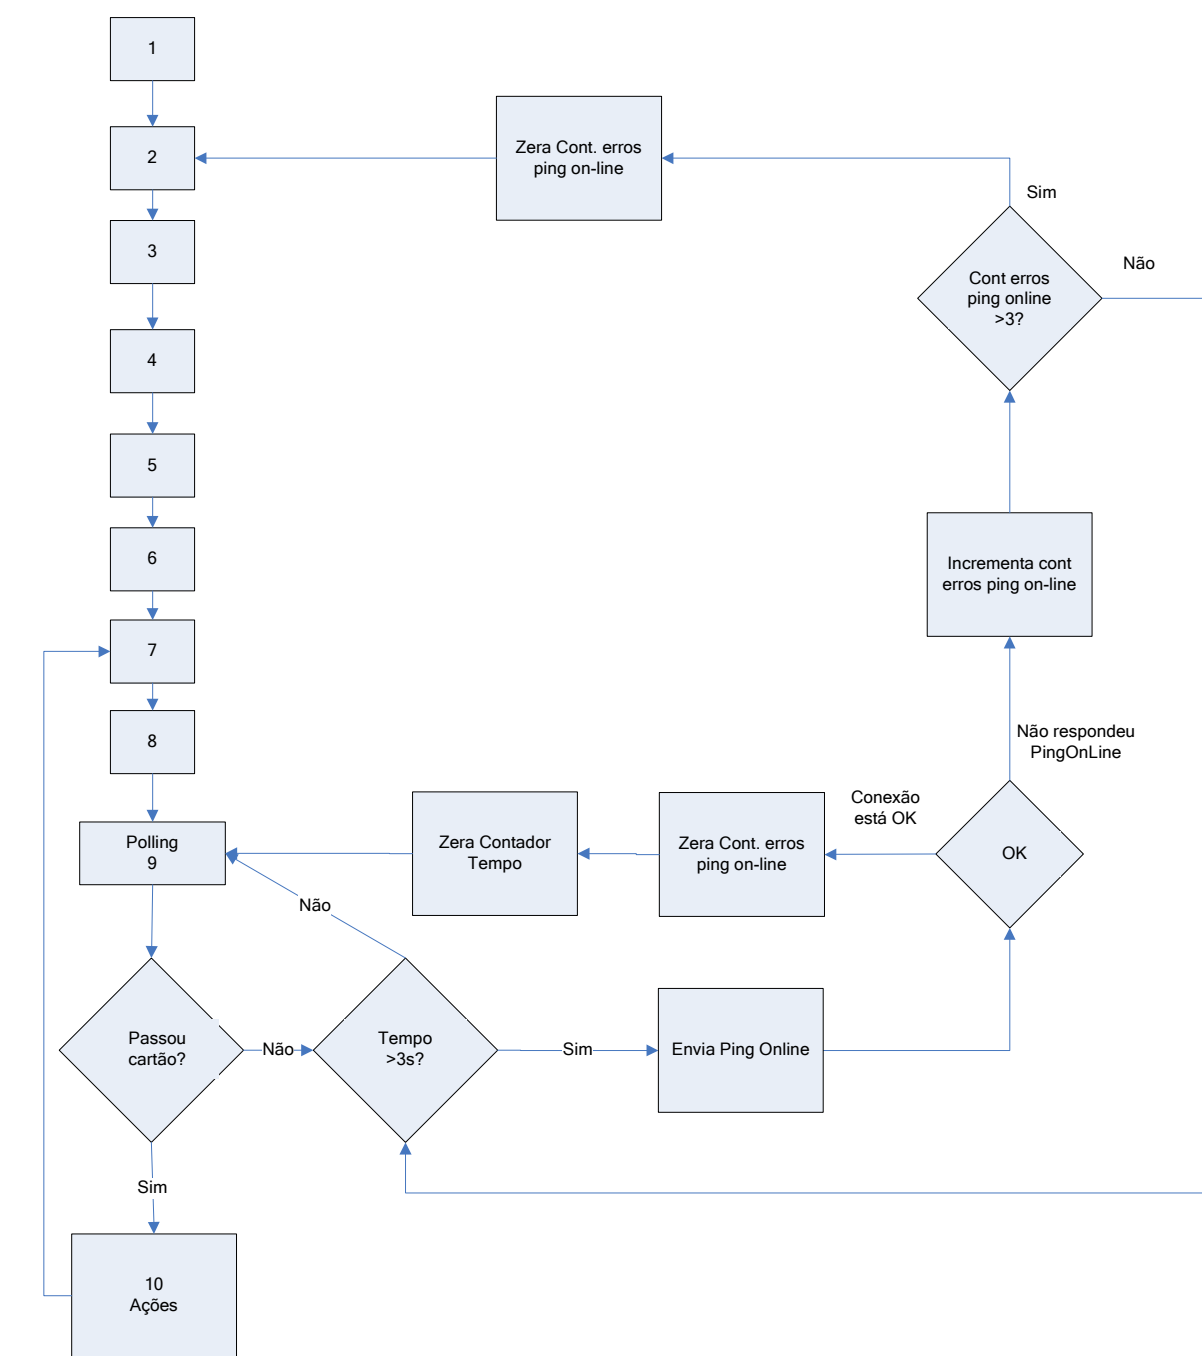 1
2
Zera Cont. erros
ping on-line
Sim
3
Cont erros
ping online
>3?
Não
4
5
6
Incrementa cont
erros ping on-line
7
Não respondeu
PingOnLine
8
Conexão
está OK
Polling
9
Zera Contador
Tempo
Zera Cont. erros
ping on-line
OK
Não
Passou
cartão?
Não
Tempo
>3s?
Sim
Envia Ping Online
Sim
10
Ações